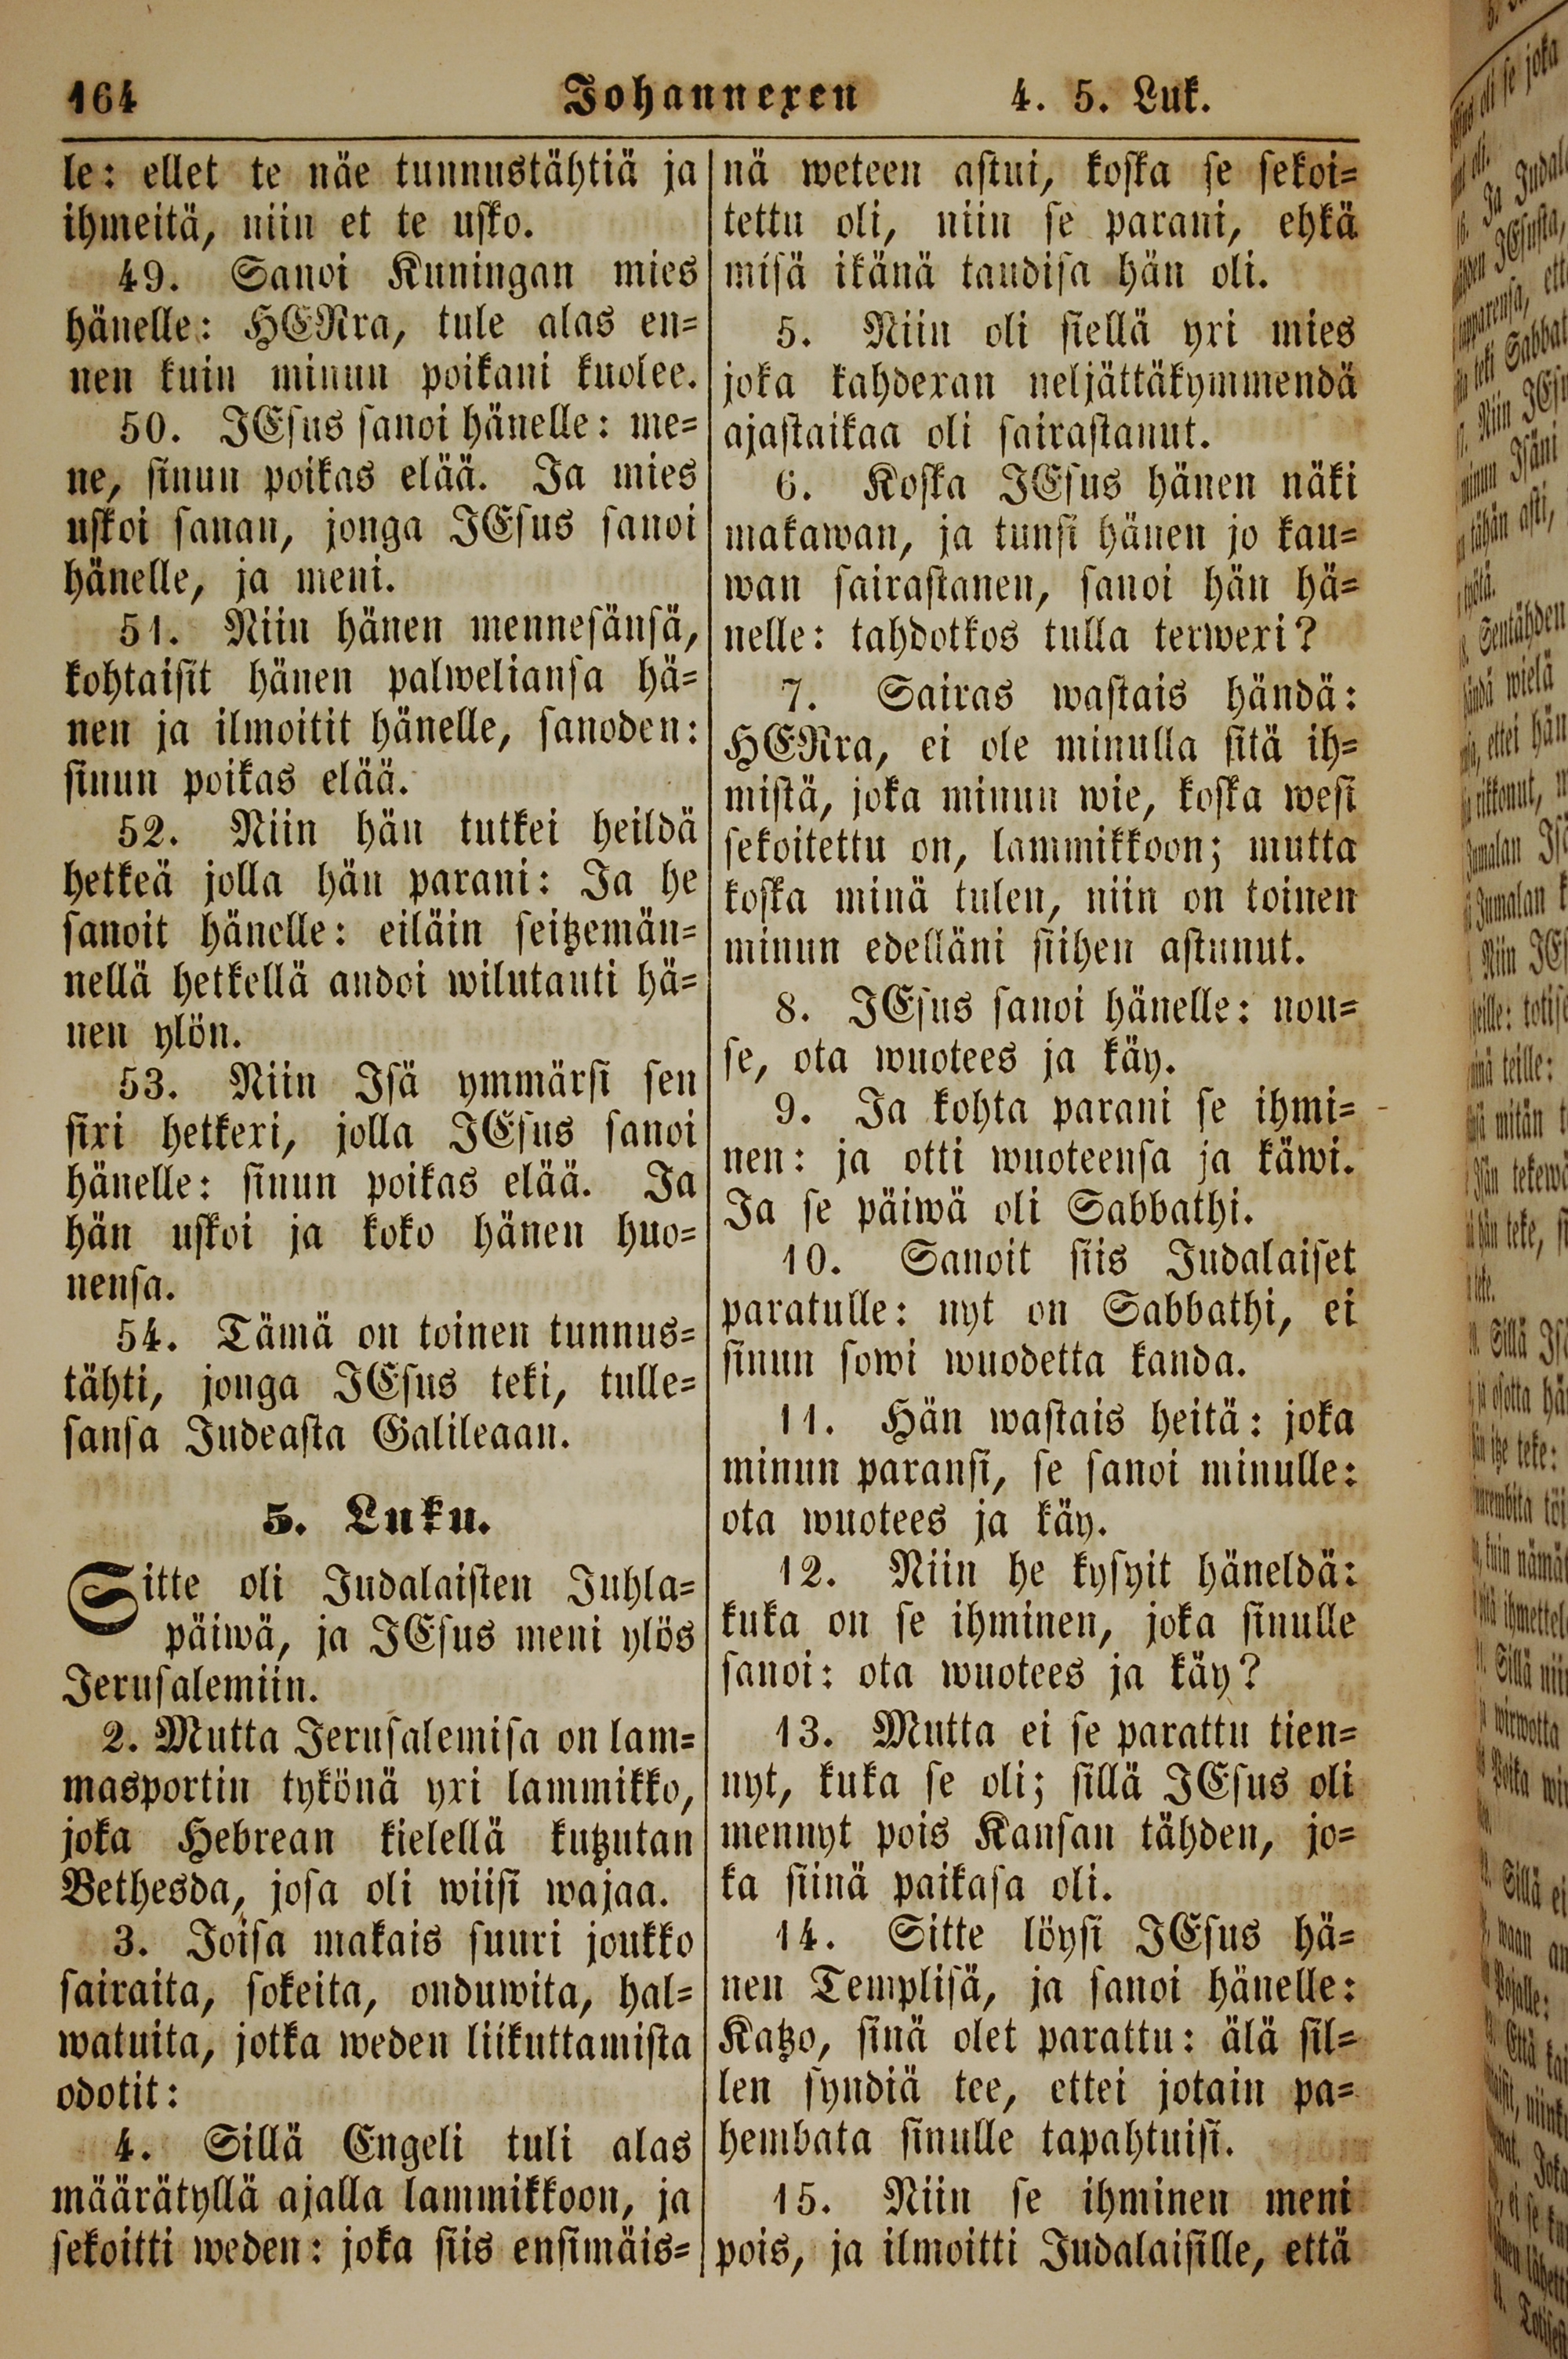 164 Johannexen 4. 5. Luk.
le: ellet te näe tunnustähtiä ja
ihmeitä, niin et te usko.
49. Sanoi Kuningan mies
hänelle: HERra, tule alas en=
nen kuin minun poikani kuolee.
50. JEsus sanoi hänelle: me=
ne, sinun poikas elää. Ja mies
uskoi sanan, jonga JEsus sanoi
hänelle, ja meni.
51. Niin hänen mennesänsä,
kohtaisit hänen palweliansa hä=
nen ja ilmoitit hänelle, sanoden:
sinun poikas elää.
52. Niin hän tutkei heildä
hetkeä jolla hän parani: Ja he
sanoit hänelle: eiläin seitzemän=
nellä hetkellä andoi wilutauti hä=
nen ylön.
53. Niin Isä ymmärsi sen
sixi hetkexi, jolla JEsus sanoi
hänelle: sinun poikas elää. Ja
hän uskoi ja koko hänen huo=
nensa.
54. Tämä on toinen tunnus=
tähti, jonga JEsus teki, tulle=
sansa Judeasta Galileaan.
5. Luku.
Sitte oli Judalaisten Juhla=
päiwä, ja JEsus meni ylös
Jerusalemiin.
2. Mutta Jerusalemisa on lam=
masportin tykönä yxi lammikko,
joka Hebrean kielellä kutzutan
Bethesda, josa oli wiisi wajaa.
3. Joisa makais suuri joukko
sairaita, sokeita, onduwita, hal=
watuita, jotka weden liikuttamista
odotit:
4. Sillä Engeli tuli alas
määrätyllä ajalla lammikkoon, ja
sekoitti weden: joka siis ensimäis=
nä weteen astui, koska se sekoi=
tettu oli, niin se parani, ehkä
misä ikänä taudisa hän oli.
5. Niin oli siellä yxi mies
joka kahdexan neljättäkymmendä
ajastaikaa oli sairastanut.
6. Koska JEsus hänen näki
makawan, ja tunsi hänen jo kau=
wan sairastanen, sanoi hän hä=
nelle: tahdotkos tulla terwexi?
7. Sairas wastais händä:
HERra, ei ole minulla sitä ih=
mistä, joka minun wie, koska wesi
sekoitettu on, lammikkoon; mutta
koska minä tulen, niin on toinen
minun edelläni siihen astunut.
8. JEsus sanoi hänelle: nou=
se, ota wuotees ja käy.
9. Ja kohta parani se ihmi=
nen: ja otti wuoteensa ja käwi.
Ja se päiwä oli Sabbathi.
10. Sanoit siis Judalaiset
paratulle: nyt on Sabbathi, ei
sinun sowi wuodetta kanda.
11. Hän wastais heitä: joka
minun paransi, se sanoi minulle:
ota wuotees ja käy.
12. Niin he kysyit häneldä:
kuka on se ihminen, joka sinulle
sanoi: ota wuotees ja käy?
13. Mutta ei se parattu tien=
nyt, kuka se oli; sillä JEsus oli
mennyt pois Kansan tähden, jo=
ka siinä paikasa oli.
14. Sitte löysi JEsus hä=
nen Templisä, ja sanoi hänelle:
Katzo, sinä olet parattu: älä sil=
len syndiä tee, ettei jotain pa=
hembata sinulle tapahtuisi.
15. Niin se ihminen meni
pois, ja ilmoitti Judalaisille, että